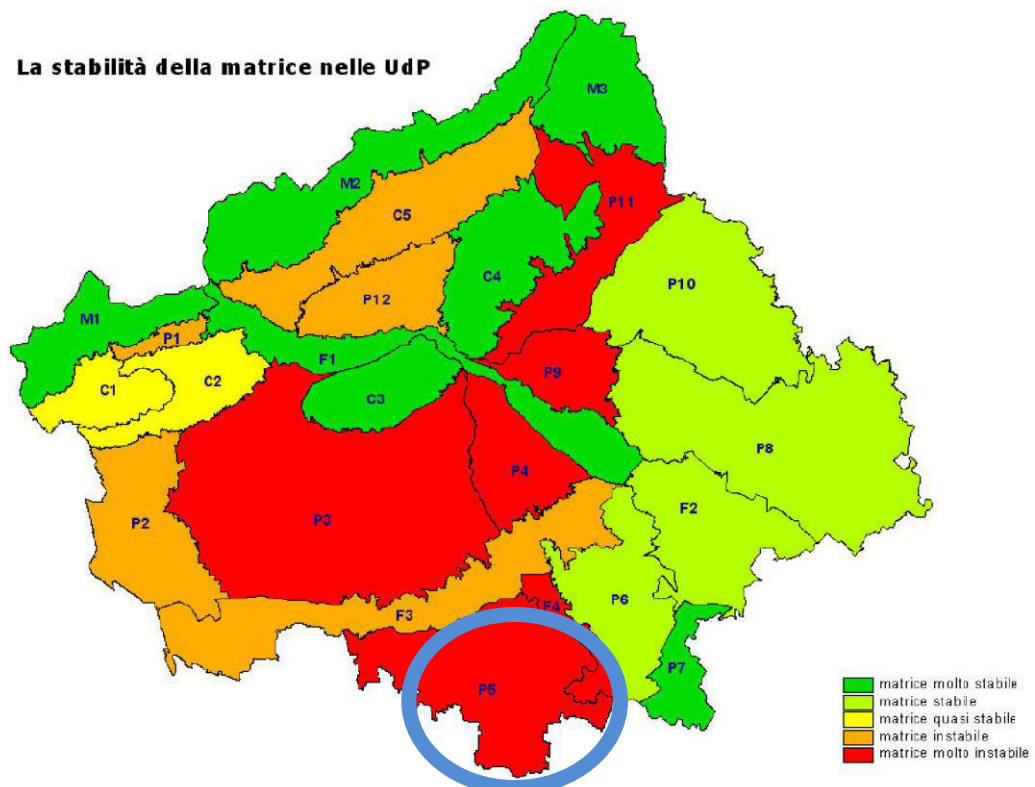 La stabilità della matrice nelle UdP
M3
M2
P11
C5
C4
P10
P12
M1
P1
F1
P9
C1
C2
C3
P8
P4
F2
P2
P3
P6
F3
F4
P7
P5
matrice molto stabile
matrice stabile
matrice quasi stabile
matrice instabile
matrice molto instabile